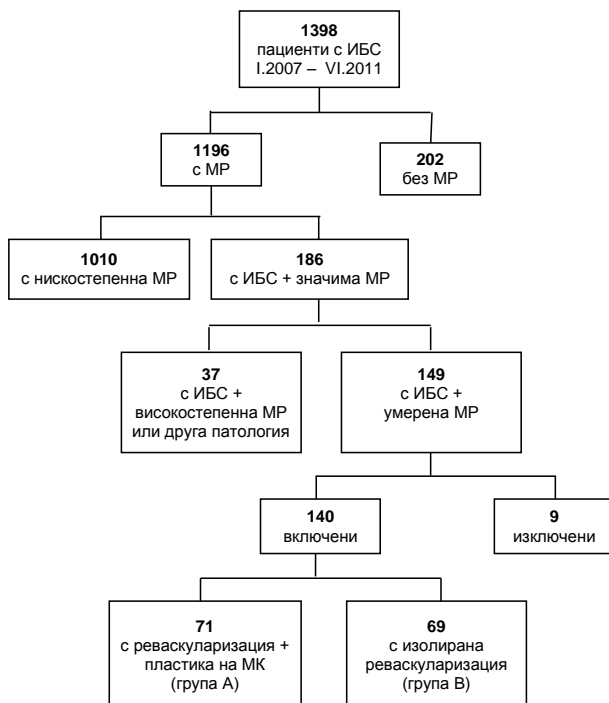 1398
пациенти с ИБС
I.2007 – VI.2011
1196
с МР
202
без МР
1010
с нискостепенна МР
186
с ИБС + значима МР
37
с ИБС +
високостепенна МР
или друга патология
149
с ИБС +
умерена МР
140
включени
9
изключени
71
с реваскуларизация +
пластика на МК
(група А)
69
с изолирана
реваскуларизация
(група В)